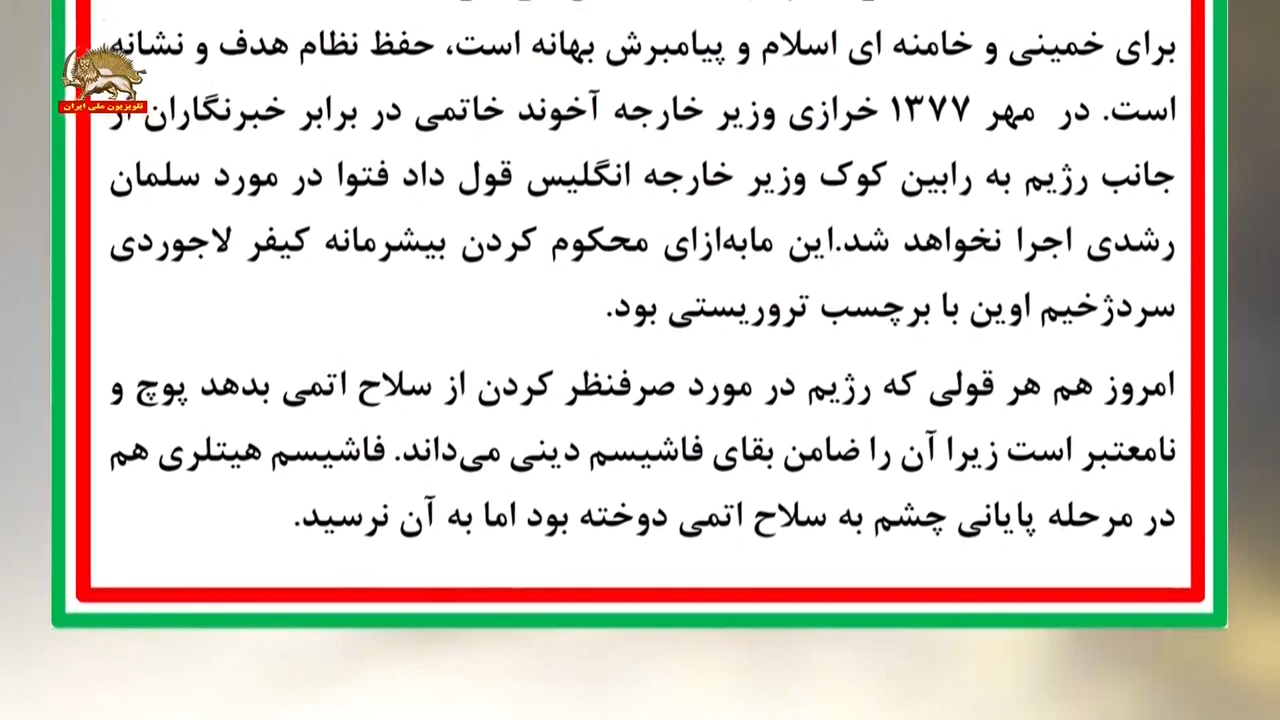 برای خمینی و خامنه ای اسلام و پیامبرش بهانه است، حفظ نظام هدف و نشانه
است. در مهر ۱۳۷۷ خرازی وزیر خارجه آخوند خاتمی در برابر خبرنگاران از
جانب رژیم به رابین کوک وزیر خارجه انگلیس قول داد فتوا در مورد سلمان
رشدی اجرا نخواهد شد.این مابه‌ازای محکوم کردن بیشرمانه کیفر لاجوردی
سردژخیم اوین با برچسب تروریستی بود.
امروز هم هر قولی که رژیم در مورد صرفنظر کردن از سلاح اتمی بدهد پوچ و
نامعتبر است زیرا آن را ضامن بقای فاشیسم دینی می‌داند. فاشیسم هیتلری هم
در مرحله پایانی چشم به سلاح اتمی دوخته بود اما به آن نرسید.
تلویزیون ملی ایران